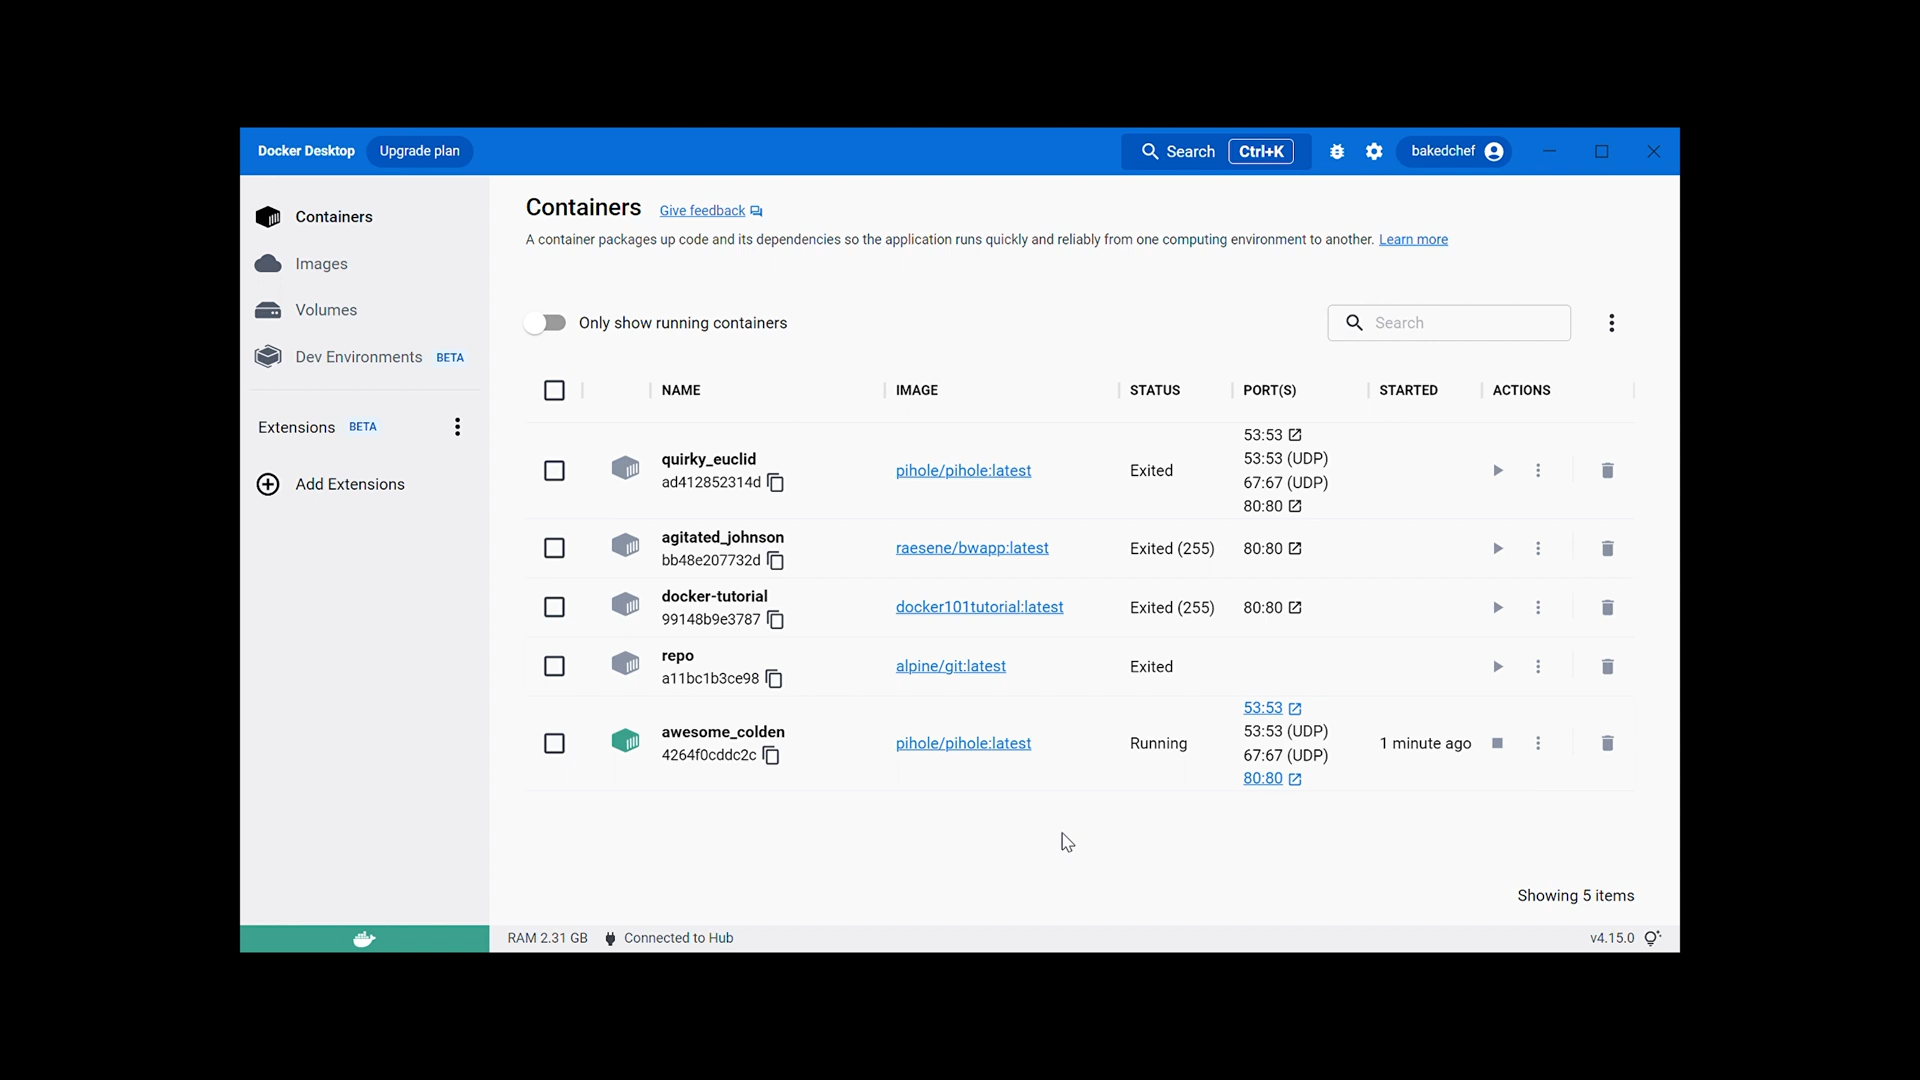 Docker Desktop Upgrade plan Search Ctrl+K bakedchef
Containers
Images
Volumes
Dev Environments BETA
Extensions BETA
Add Extensions
Containers Give feedback
A container packages up code and its dependencies so the application runs quickly and reliably from one computing environment to another. Learn more
Only show running containers Search
NAME IMAGE STATUS PORT(S) STARTED ACTIONS
53:53
quirky_euclid 53:53 (UDP)
pihole/pihole:latest Exited
ad412852314d 67:67 (UDP)
80:80
agitated_johnson
raesene/bwapp:latest Exited (255) 80:80
bb48e207732d
docker-tutorial
docker101tutorial:latest Exited (255) 80:80
99148b9e3787
repo
alpine/git:latest Exited
a11bc1b3ce98
53:53
awesome_colden 53:53 (UDP)
pihole/pihole:latest Running 1 minute ago
4264f0cddc2c 67:67 (UDP)
80:80
Showing 5 items
RAM 2.31 GB Connected to Hub v4.15.0